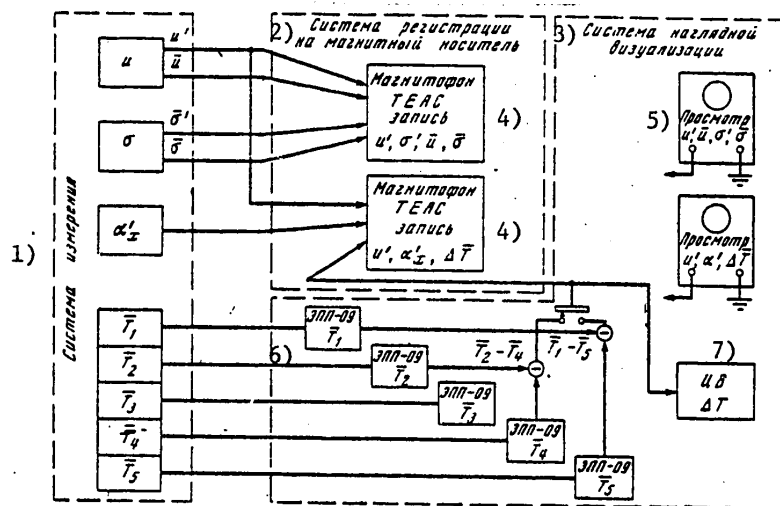 2) Система регистрации
на магнитный носитель
3) Система наглядной
визуализации
1) Система измерения
u
u'
ū
σ
σ̄'
σ̄
α'ₓ
Магнитофон
TEAC
запись
u', σ', ū, σ̄
4)
Магнитофон
TEAC
запись
u', α'ₓ, ΔT̄
4)
5)
Просмотр
u', ū, σ', σ̄
Просмотр
u', α', ΔT̄
T̄₁
T̄₂
T̄₃
T̄₄
T̄₅
6)
ЭПП-09
T̄₁
ЭПП-09
T̄₂
ЭПП-09
T̄₃
ЭПП-09
T̄₄
ЭПП-09
T̄₅
T̄₂-T̄₄
T̄₁-T̄₅
7)
ЦВ
ΔT